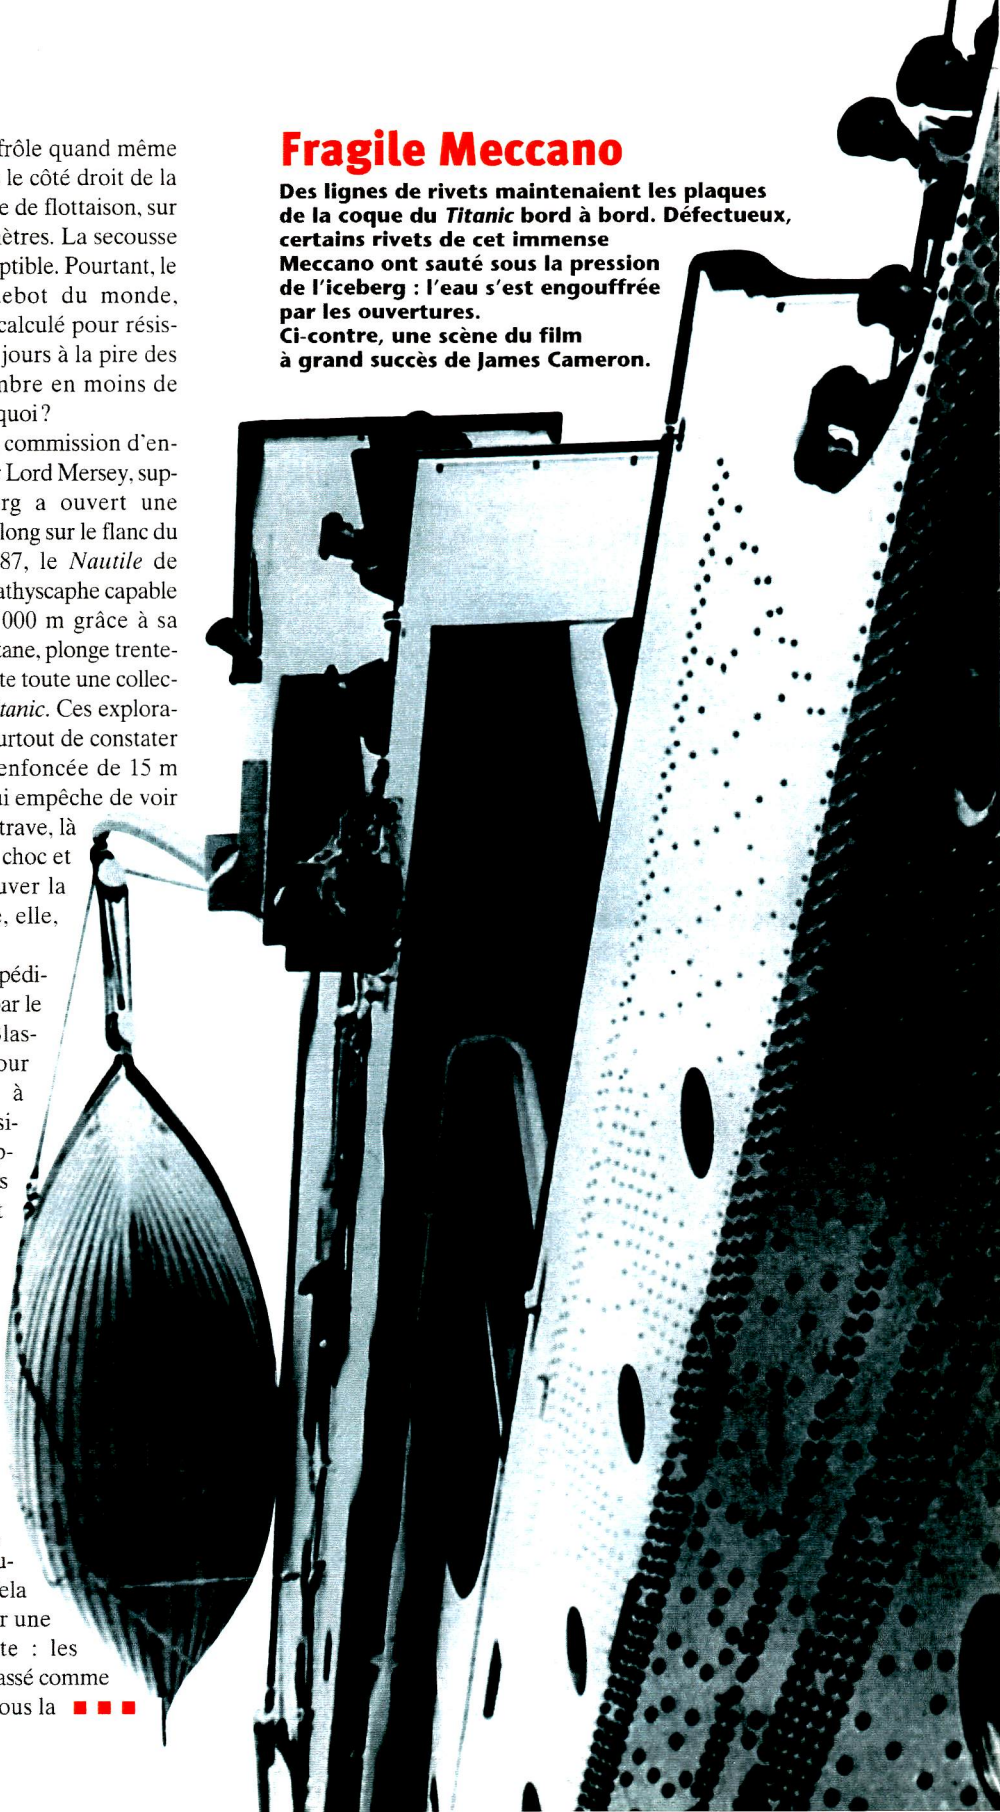 frôle quand même
le côté droit de la
e de flottaison, sur
ètres. La secousse
ptible. Pourtant, le
ebot du monde,
calculé pour résis-
jours à la pire des
nbre en moins de
quoi ?
commission d'en-
Lord Mersey, sup-
rg a ouvert une
long sur le flanc du
87, le Nautile de
athyscaphe capable
000 m grâce à sa
tane, plonge trente-
te toute une collec-
tanic. Ces explora-
urtout de constater
enfoncée de 15 m
ui empêche de voir
trave, là
choc et
uver la
e, elle,
pédi-
par le
las-
our
à
si-
p-
s
t
u-
ela
r une
te : les
assé comme
ous la
Fragile Meccano
Des lignes de rivets maintenaient les plaques
de la coque du Titanic bord à bord. Défectueux,
certains rivets de cet immense
Meccano ont sauté sous la pression
de l'iceberg : l'eau s'est engouffrée
par les ouvertures.
Ci-contre, une scène du film
à grand succès de James Cameron.